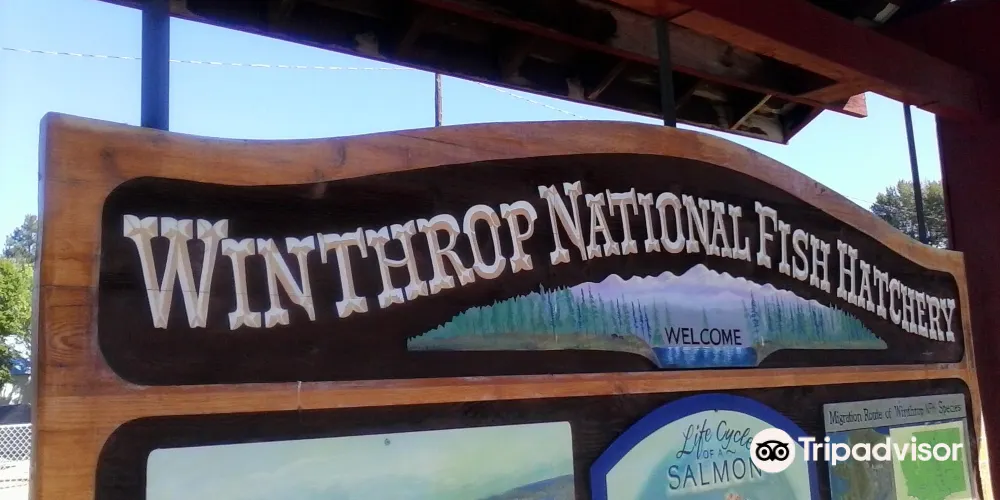 WINTHROP NATIONAL FISH HATCHERY
WELCOME
Life Cycle
OF A
SALMON
Migration Route of Winthrop NFH Species
Tripadvisor